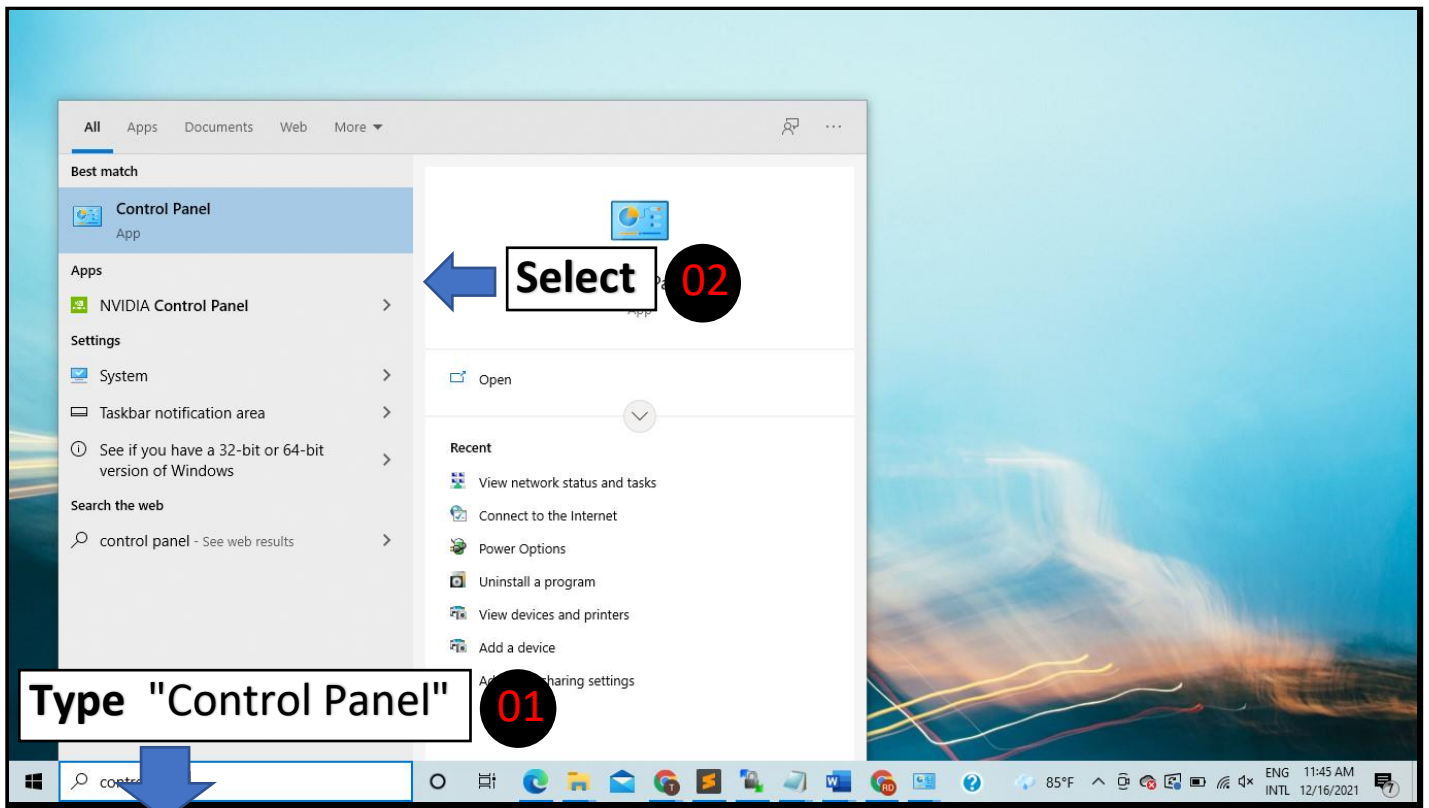 All Apps Documents Web More
Best match
Control Panel
App
Apps
NVIDIA Control Panel
Settings
System
Taskbar notification area
See if you have a 32-bit or 64-bit
version of Windows
Search the web
control panel - See web results
Select 02
App
Open
Recent
View network status and tasks
Connect to the Internet
Power Options
Uninstall a program
View devices and printers
Add a device
sharing settings
Type "Control Panel" 01
T RD 85°F ENG 11:45 AM
INTL 12/16/2021 7